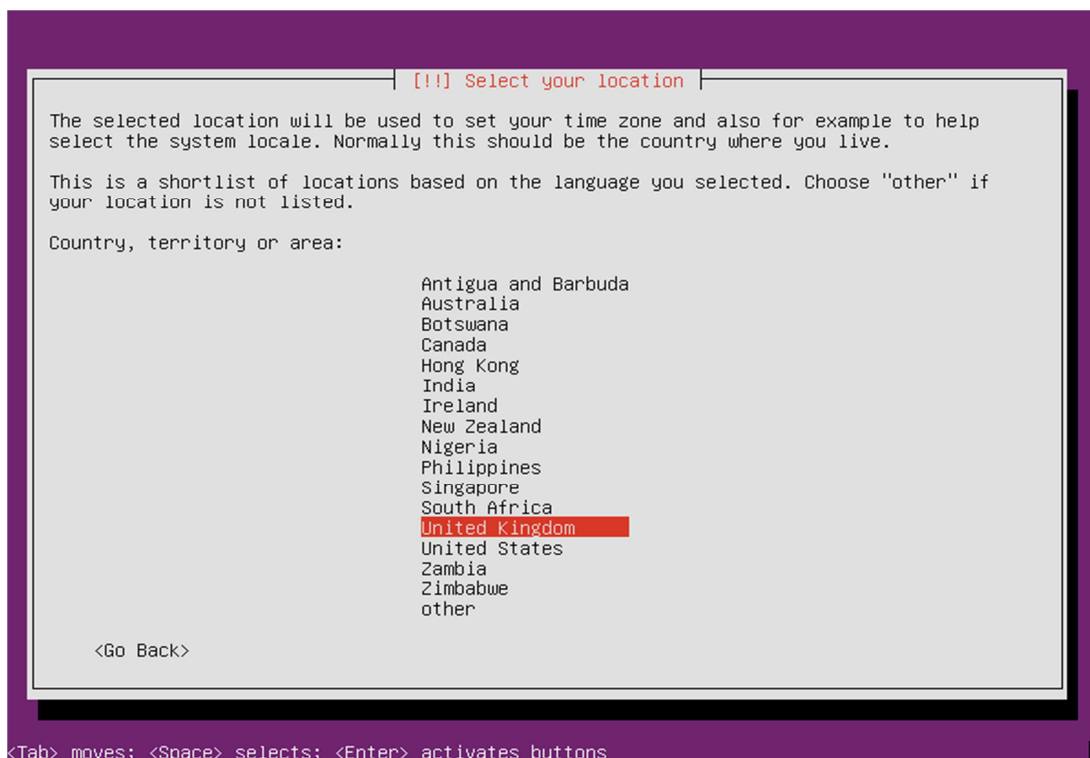 [!!] Select your location
The selected location will be used to set your time zone and also for example to help
select the system locale. Normally this should be the country where you live.
This is a shortlist of locations based on the language you selected. Choose "other" if
your location is not listed.
Country, territory or area:
Antigua and Barbuda
Australia
Botswana
Canada
Hong Kong
India
Ireland
New Zealand
Nigeria
Philippines
Singapore
South Africa
United Kingdom
United States
Zambia
Zimbabwe
other
<Go Back>
<Tab> moves; <Space> selects; <Enter> activates buttons